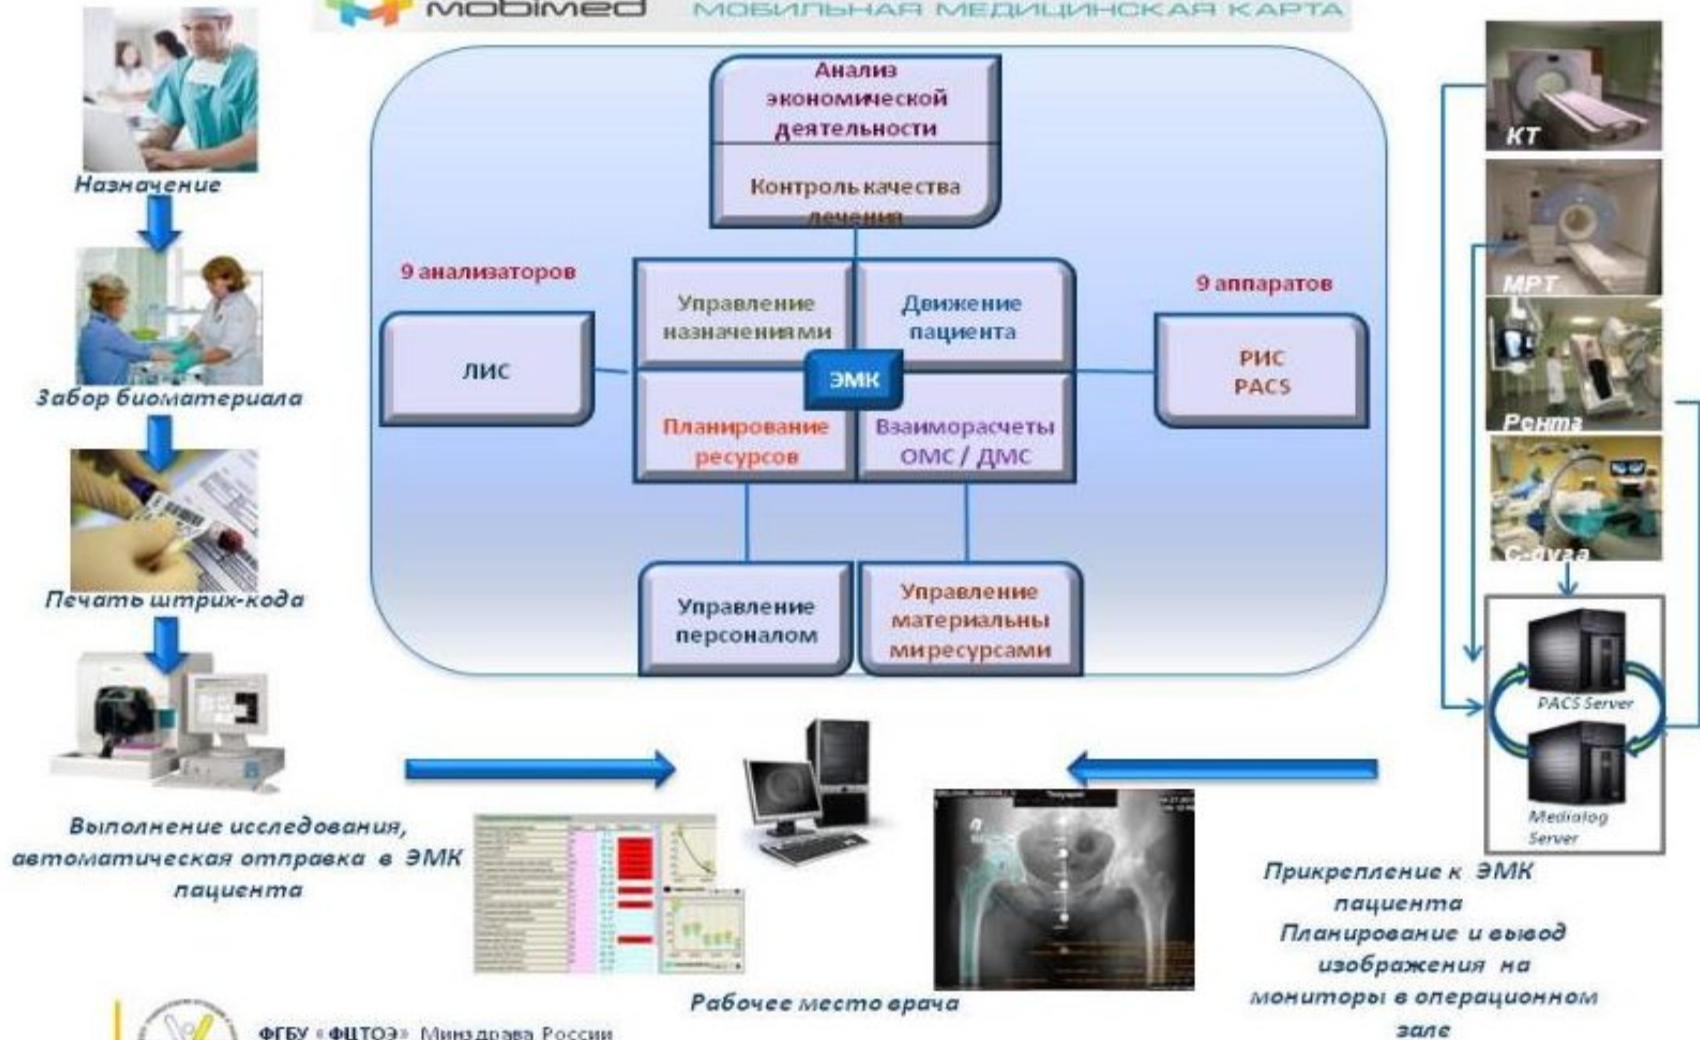 mobimed МОБИЛЬНАЯ МЕДИЦИНСКАЯ КАРТА
Назначение
Забор биоматериала
Печать штрих-кода
Выполнение исследования,
автоматическая отправка в ЭМК
пациента
Анализ
экономической
деятельности
Контроль качества
лечения
9 анализаторов
ЛИС
Управление
назначениями
Движение
пациента
ЭМК
Планирование
ресурсов
Взаиморасчеты
ОМС / ДМС
9 аппаратов
РИС
PACS
Управление
персоналом
Управление
материальны
ми ресурсами
КТ
МРТ
Рента
С-дуга
PACS Server
Medialog
Server
Прикрепление к ЭМК
пациента
Планирование и вывод
изображения на
мониторы в операционном
зале
Рабочее место врача
ФГБУ «ФЦТОЭ» Минздрава России